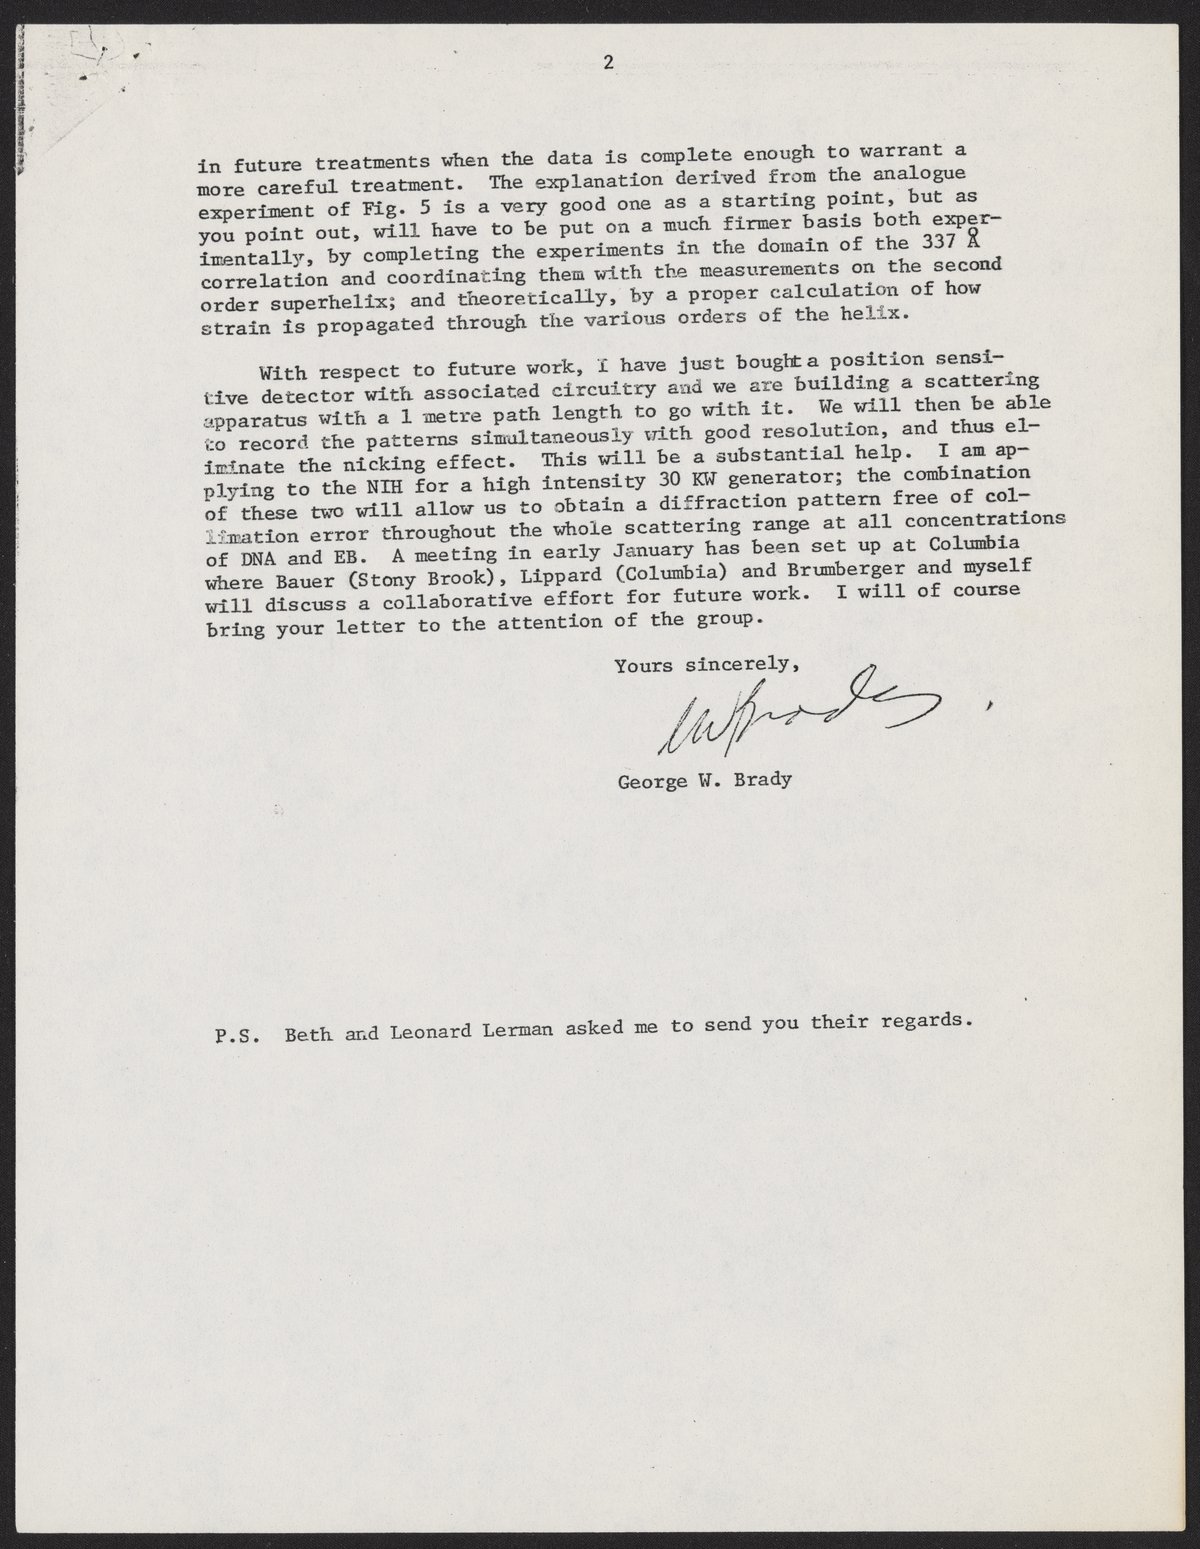 2
in future treatments when the data is complete enough to warrant a
more careful treatment. The explanation derived from the analogue
experiment of Fig. 5 is a very good one as a starting point, but as
you point out, will have to be put on a much firmer basis both exper-
imentally, by completing the experiments in the domain of the 337 Å
correlation and coordinating them with the measurements on the second
order superhelix; and theoretically, by a proper calculation of how
strain is propagated through the various orders of the helix.
With respect to future work, I have just bought a position sensi-
tive detector with associated circuitry and we are building a scattering
apparatus with a 1 metre path length to go with it. We will then be able
to record the patterns simultaneously with good resolution, and thus el-
iminate the nicking effect. This will be a substantial help. I am ap-
plying to the NIH for a high intensity 30 KW generator; the combination
of these two will allow us to obtain a diffraction pattern free of col-
limation error throughout the whole scattering range at all concentrations
of DNA and EB. A meeting in early January has been set up at Columbia
where Bauer (Stony Brook), Lippard (Columbia) and Brumberger and myself
will discuss a collaborative effort for future work. I will of course
bring your letter to the attention of the group.
Yours sincerely,
GWBrady
George W. Brady
P.S. Beth and Leonard Lerman asked me to send you their regards.